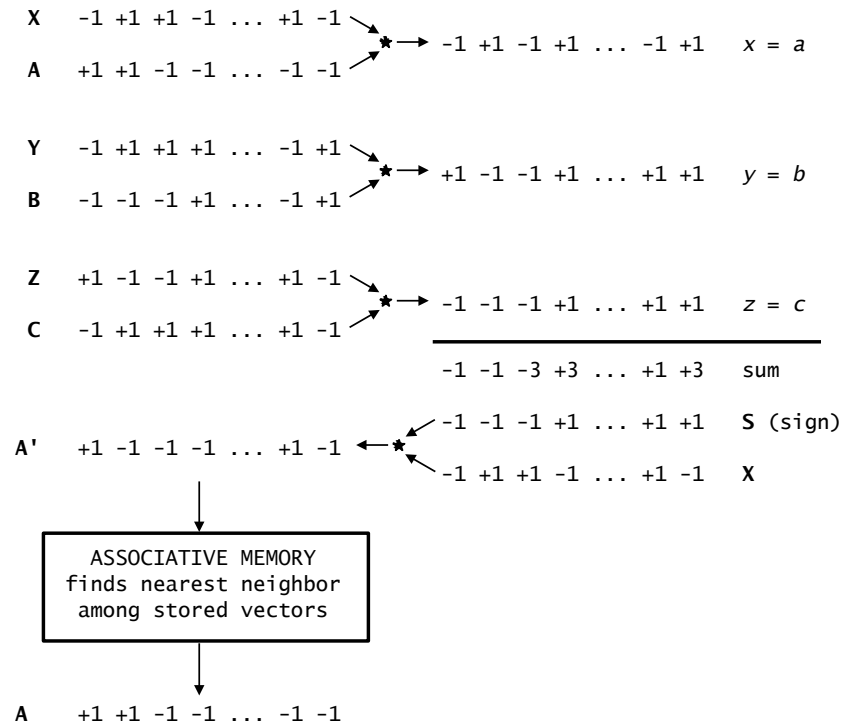 X -1 +1 +1 -1 ... +1 -1
-1 +1 -1 +1 ... -1 +1 x = a
A +1 +1 -1 -1 ... -1 -1
Y -1 +1 +1 +1 ... -1 +1
+1 -1 -1 +1 ... +1 +1 y = b
B -1 -1 -1 +1 ... -1 +1
Z +1 -1 -1 +1 ... +1 -1
-1 -1 -1 +1 ... +1 +1 z = c
C -1 +1 +1 +1 ... +1 -1
-1 -1 -3 +3 ... +1 +3 sum
-1 -1 -1 +1 ... +1 +1 S (sign)
A' +1 -1 -1 -1 ... +1 -1
-1 +1 +1 -1 ... +1 -1 X
ASSOCIATIVE MEMORY
finds nearest neighbor
among stored vectors
A +1 +1 -1 -1 ... -1 -1